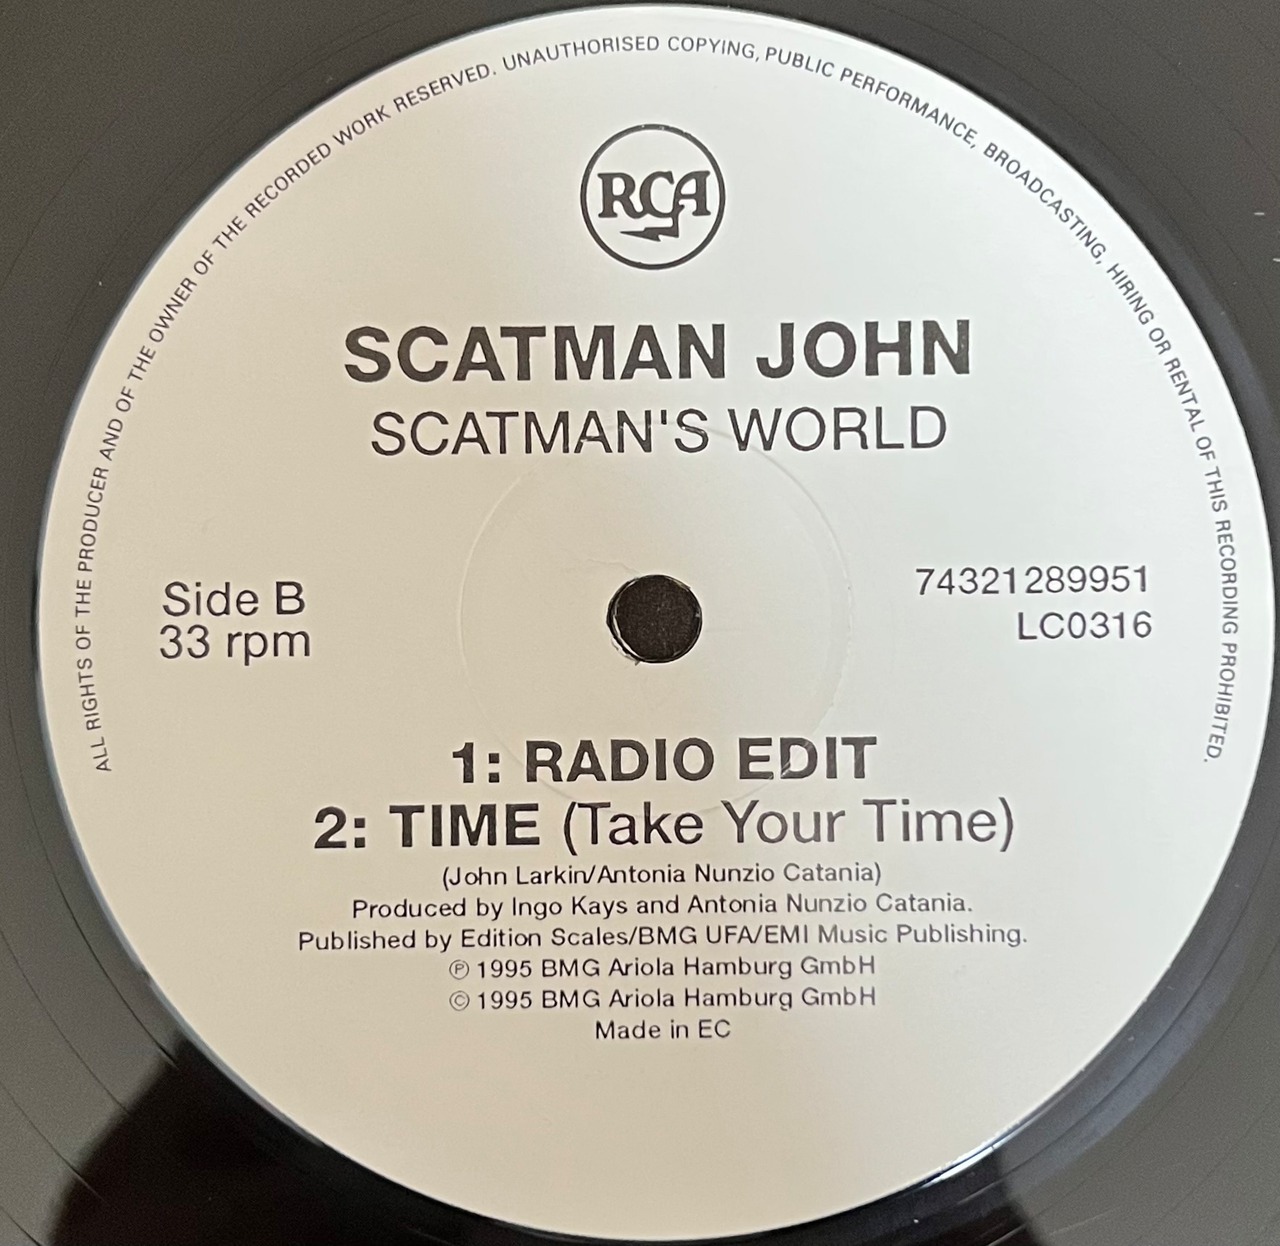 ALL RIGHTS OF THE PRODUCER AND OF THE OWNER OF THE RECORDED WORK RESERVED. UNAUTHORISED COPYING, PUBLIC PERFORMANCE, BROADCASTING, HIRING OR RENTAL OF THIS RECORDING PROHIBITED.
RCA
SCATMAN JOHN
SCATMAN'S WORLD
Side B
33 rpm
74321289951
LC0316
1: RADIO EDIT
2: TIME (Take Your Time)
(John Larkin/Antonia Nunzio Catania)
Produced by Ingo Kays and Antonia Nunzio Catania.
Published by Edition Scales/BMG UFA/EMI Music Publishing.
℗ 1995 BMG Ariola Hamburg GmbH
© 1995 BMG Ariola Hamburg GmbH
Made in EC